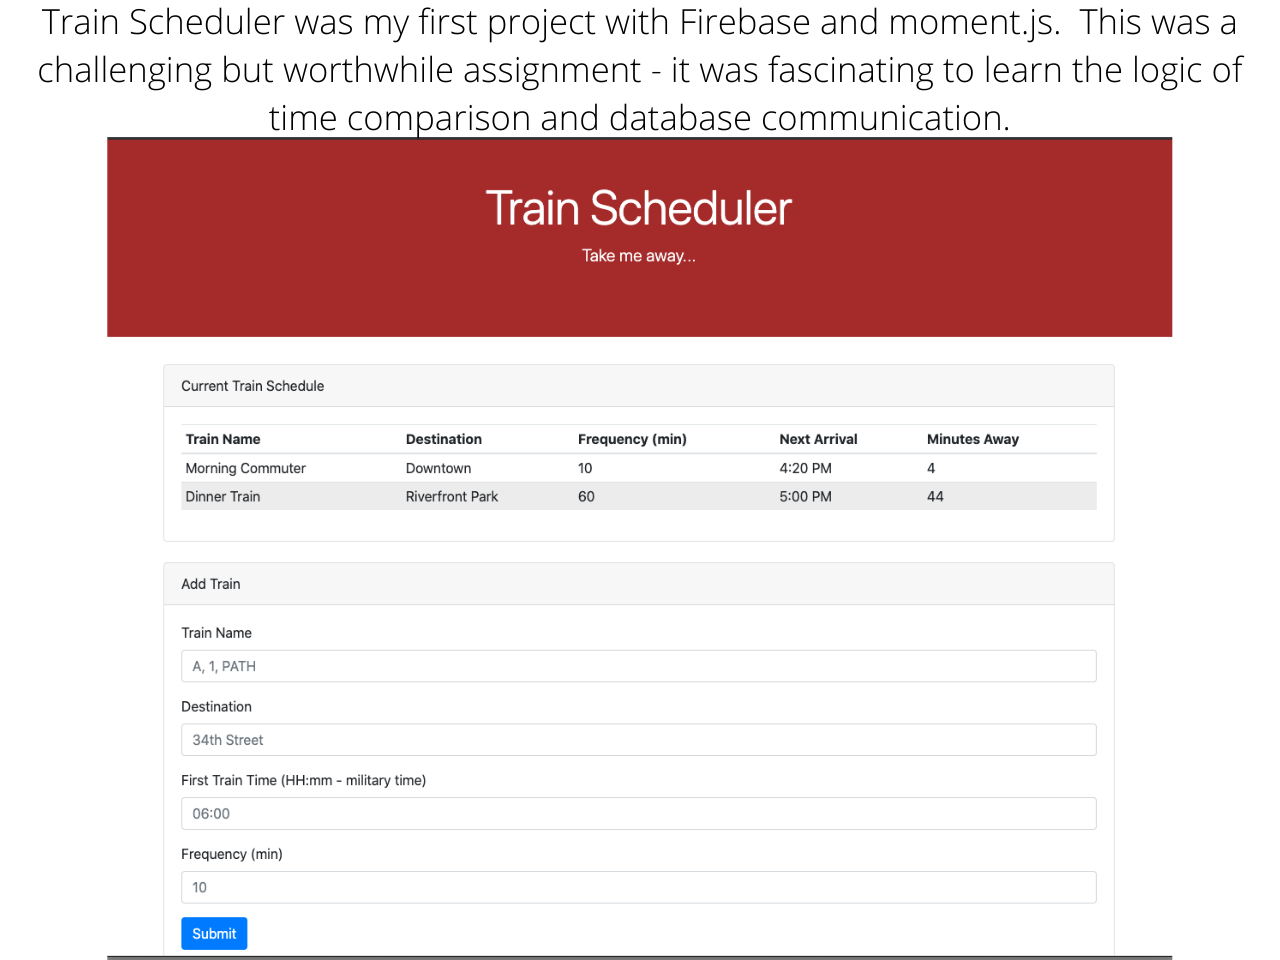 Train Scheduler was my first project with Firebase and moment.js.  This was a
challenging but worthwhile assignment - it was fascinating to learn the logic of
time comparison and database communication.
Train Scheduler
Take me away...
Current Train Schedule
Train Name Destination Frequency (min) Next Arrival Minutes Away
Morning Commuter Downtown 10 4:20 PM 4
Dinner Train Riverfront Park 60 5:00 PM 44
Add Train
Train Name
A, 1, PATH
Destination
34th Street
First Train Time (HH:mm - military time)
06:00
Frequency (min)
10
Submit